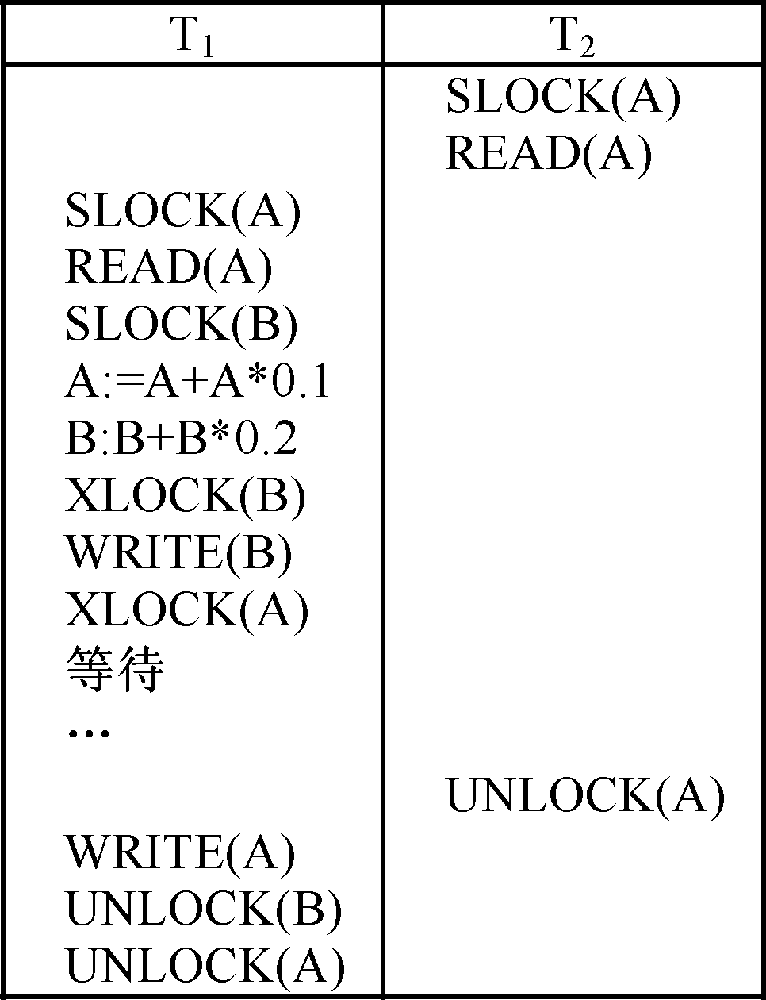 T₁ T₂
SLOCK(A)
READ(A)
SLOCK(A)
READ(A)
SLOCK(B)
A:=A+A*0.1
B:B+B*0.2
XLOCK(B)
WRITE(B)
XLOCK(A)
等待
...
UNLOCK(A)
WRITE(A)
UNLOCK(B)
UNLOCK(A)